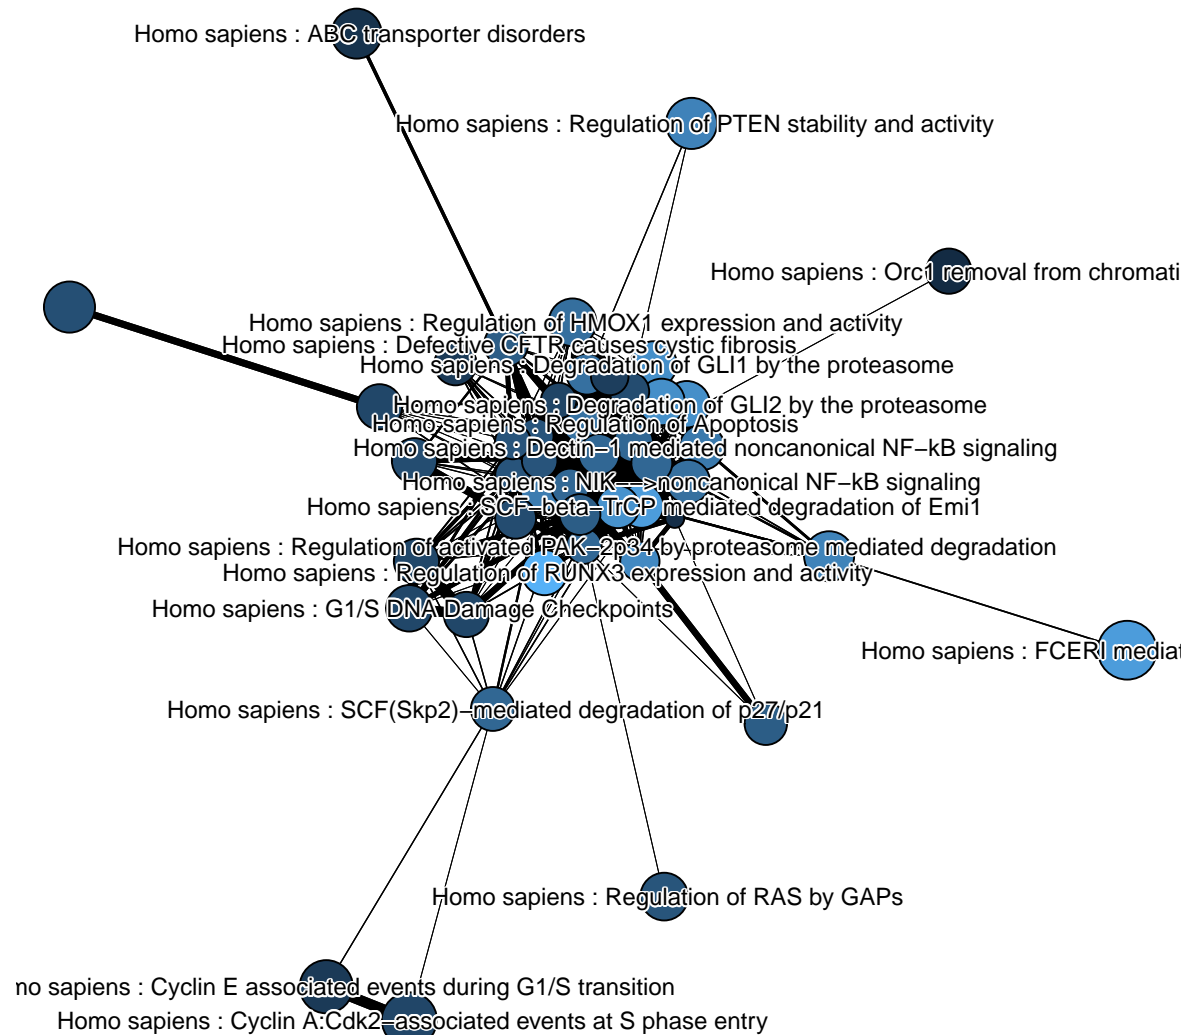 Homo sapiens : ABC transporter disorders
Homo sapiens : Regulation of PTEN stability and activity
Homo sapiens : Orc1 removal from chromati
Homo sapiens : Regulation of HMOX1 expression and activity
Homo sapiens : Defective CFTR causes cystic fibrosis
Homo sapiens : Degradation of GLI1 by the proteasome
Homo sapiens : Degradation of GLI2 by the proteasome
Homo sapiens : Regulation of Apoptosis
Homo sapiens : Dectin−1 mediated noncanonical NF−kB signaling
Homo sapiens : NIK−−>noncanonical NF−kB signaling
Homo sapiens : SCF−beta−TrCP mediated degradation of Emi1
Homo sapiens : Regulation of activated PAK−2p34 by proteasome mediated degradation
Homo sapiens : Regulation of RUNX3 expression and activity
Homo sapiens : G1/S DNA Damage Checkpoints
Homo sapiens : FCERI mediat
Homo sapiens : SCF(Skp2)−mediated degradation of p27/p21
Homo sapiens : Regulation of RAS by GAPs
mo sapiens : Cyclin E associated events during G1/S transition
Homo sapiens : Cyclin A:Cdk2−associated events at S phase entry